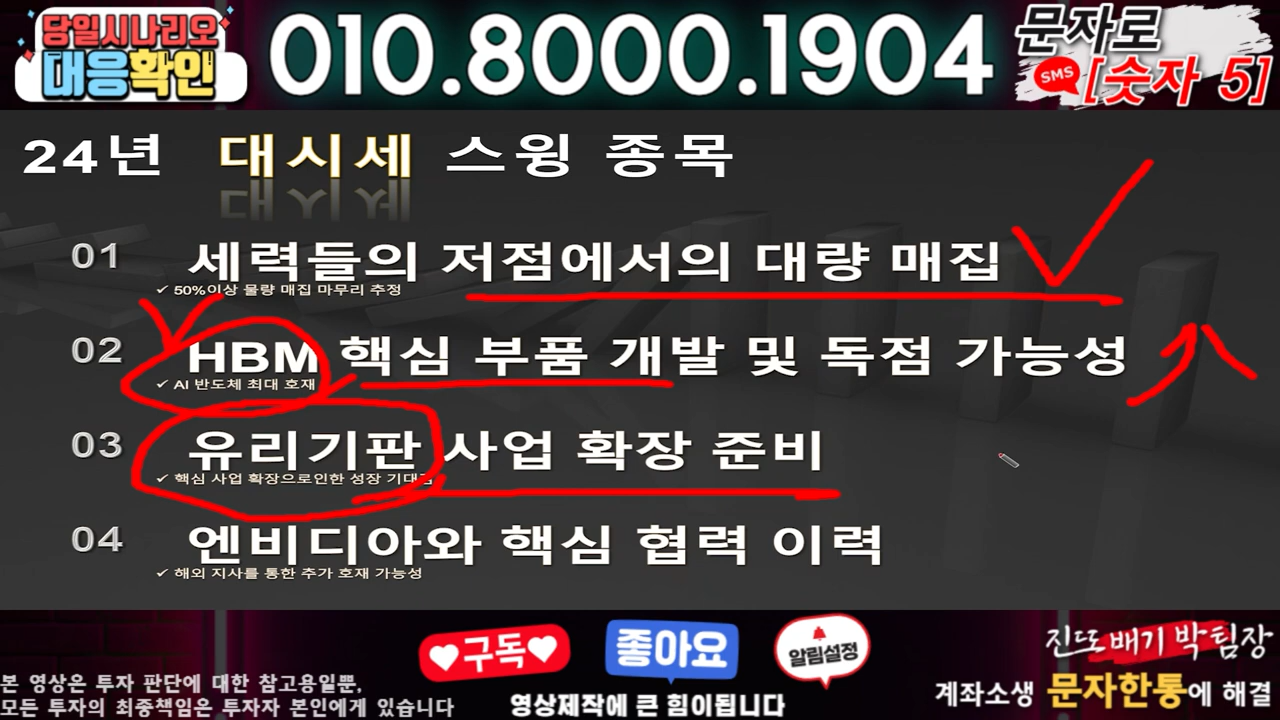 당일시나리오
대응확인
010.8000.1904
문자로
SMS
[숫자 5]
24년 대시세 스윙 종목
01 세력들의 저점에서의 대량 매집
✓ 50%이상 물량 매집 마무리 추정
02 HBM 핵심 부품 개발 및 독점 가능성
✓ AI 반도체 최대 호재
03 유리기판 사업 확장 준비
✓ 핵심 사업 확장으로인한 성장 기대감
04 엔비디아와 핵심 협력 이력
✓ 해외 지사를 통한 추가 호재 가능성
구독
좋아요
알림설정
영상제작에 큰 힘이됩니다
본 영상은 투자 판단에 대한 참고용일뿐,
모든 투자의 최종책임은 투자자 본인에게 있습니다
진또배기 박팀장
계좌소생 문자한통에 해결